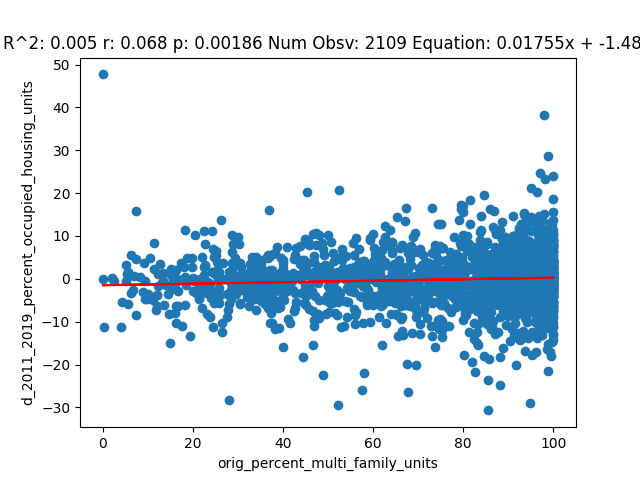 R^2: 0.005 r: 0.068 p: 0.00186 Num Obsv: 2109 Equation: 0.01755x + -1.48
50
40
30
20
10
0
−10
−20
−30
d_2011_2019_percent_occupied_housing_units
0 20 40 60 80 100
orig_percent_multi_family_units